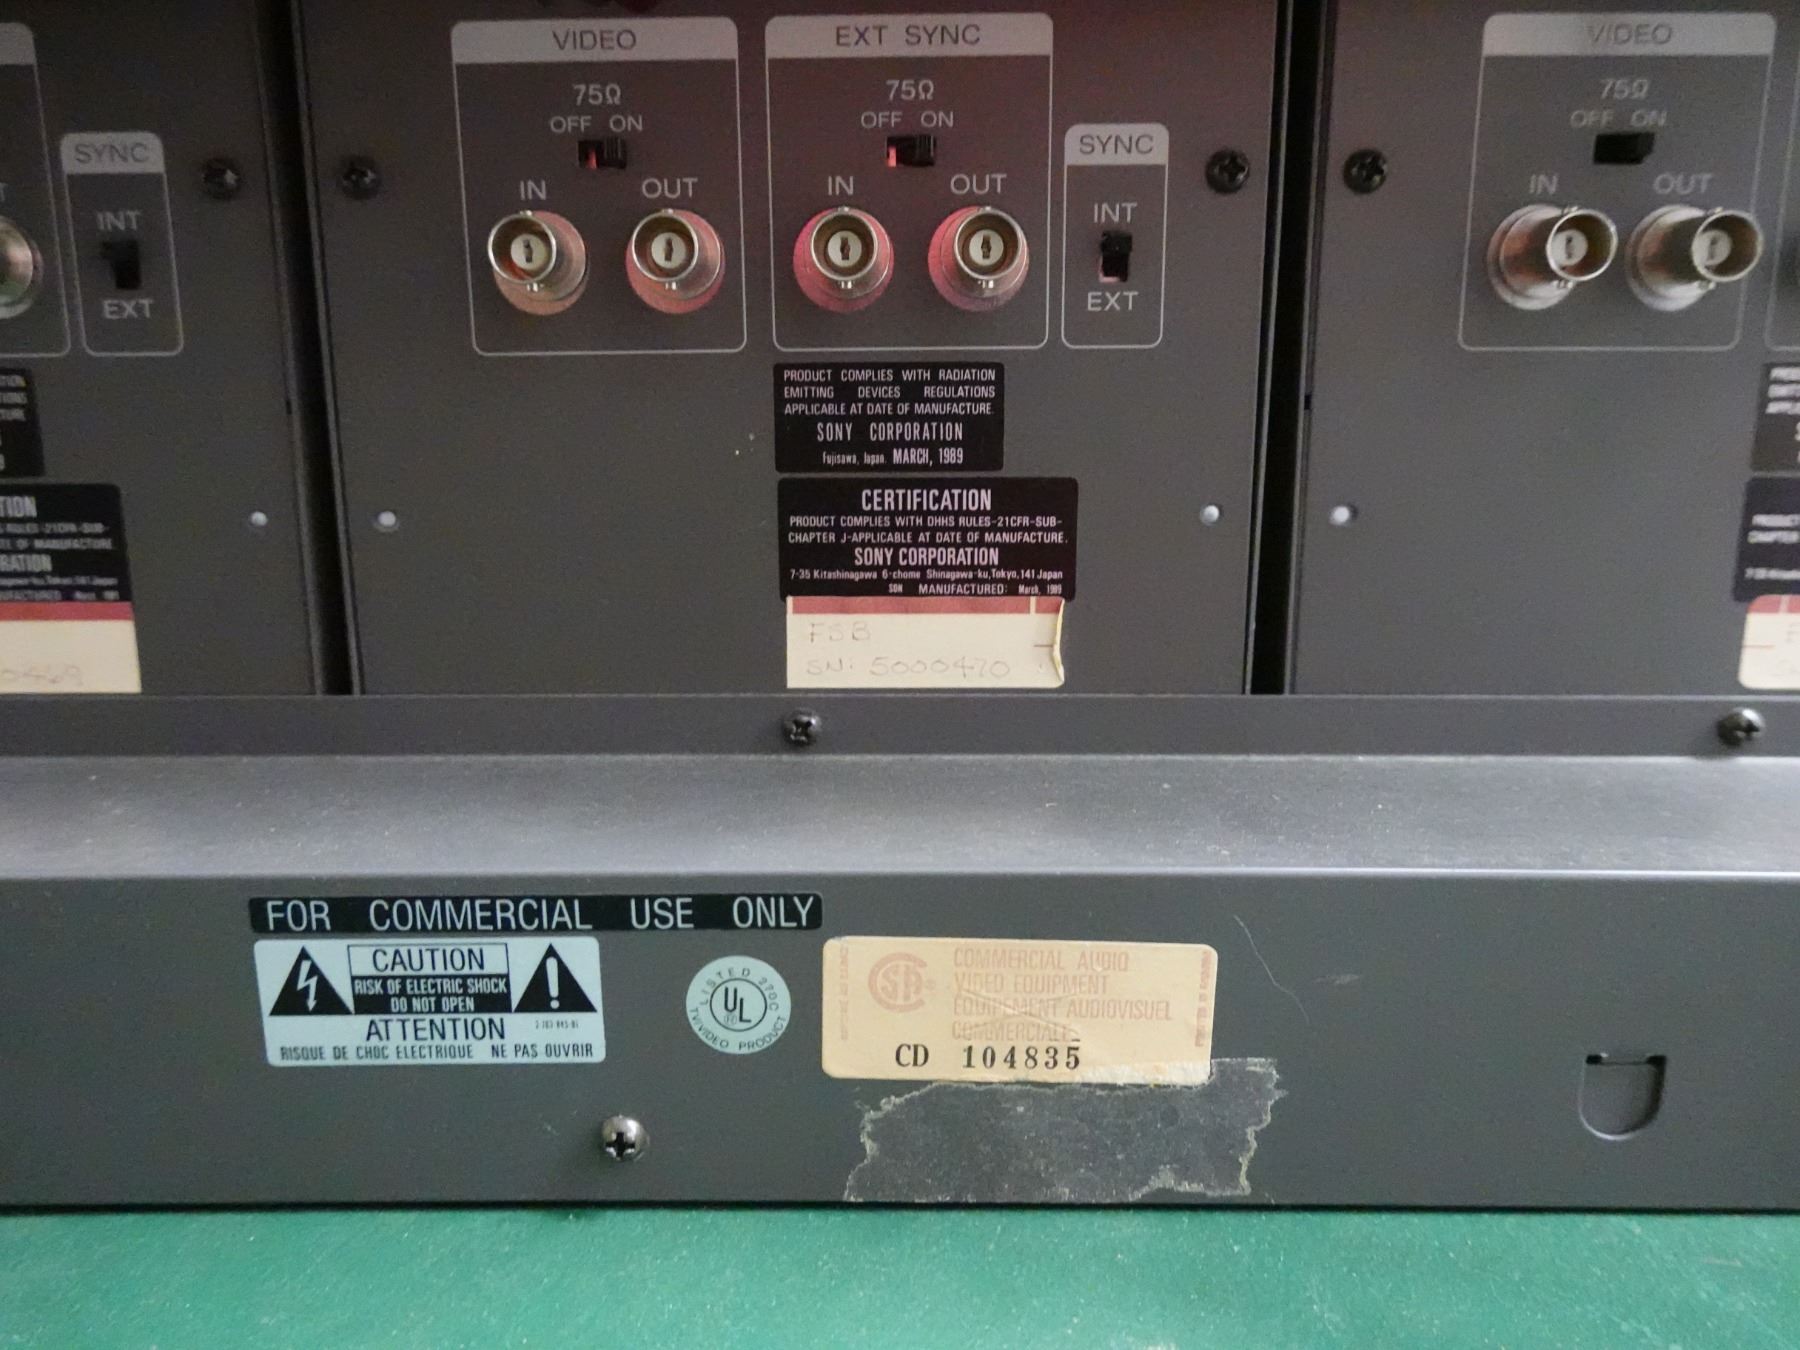 SYNC
INT
EXT
VIDEO
75Ω
OFF ON
IN OUT
EXT SYNC
75Ω
OFF ON
IN OUT
SYNC
INT
EXT
VIDEO
75Ω
OFF ON
IN OUT
PRODUCT COMPLIES WITH RADIATION
EMITTING DEVICES REGULATIONS
APPLICABLE AT DATE OF MANUFACTURE.
SONY CORPORATION
Fujisawa, Japan. MARCH, 1989
CERTIFICATION
PRODUCT COMPLIES WITH DHHS RULES-21CFR-SUB-
CHAPTER J-APPLICABLE AT DATE OF MANUFACTURE.
SONY CORPORATION
7-35 Kitashinagawa 6-chome Shinagawa-ku,Tokyo,141 Japan
MANUFACTURED: March, 1989
FSB
SN: 5000470
FOR COMMERCIAL USE ONLY
CAUTION
RISK OF ELECTRIC SHOCK
DO NOT OPEN
ATTENTION
RISQUE DE CHOC ELECTRIQUE NE PAS OUVRIR
LISTED 270C
UL
TV/VIDEO PRODUCT
COMMERCIAL AUDIO
VIDEO EQUIPMENT
EQUIPEMENT AUDIOVISUEL
COMMERCIALE
CD 104835